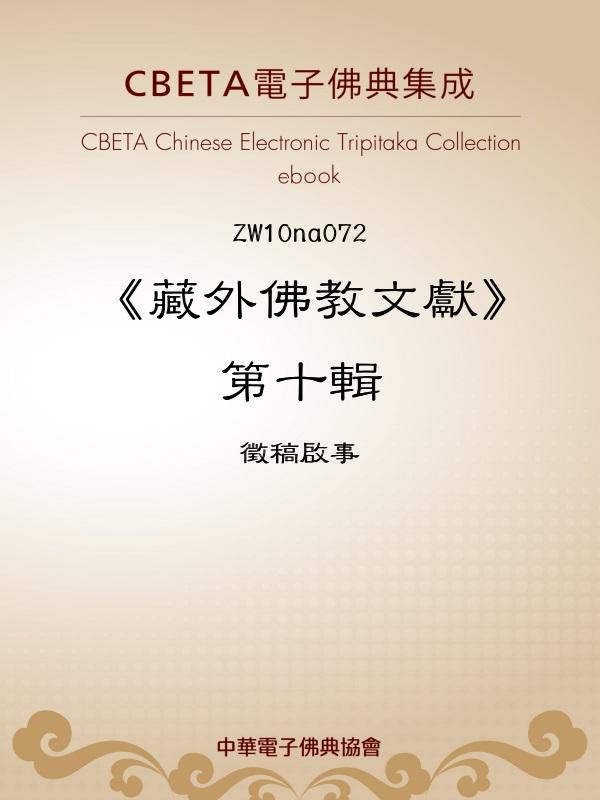 CBETA電子佛典集成
CBETA Chinese Electronic Tripitaka Collection
ebook
ZW10na072
《藏外佛教文獻》
第十輯
徵稿啟事
中華電子佛典協會